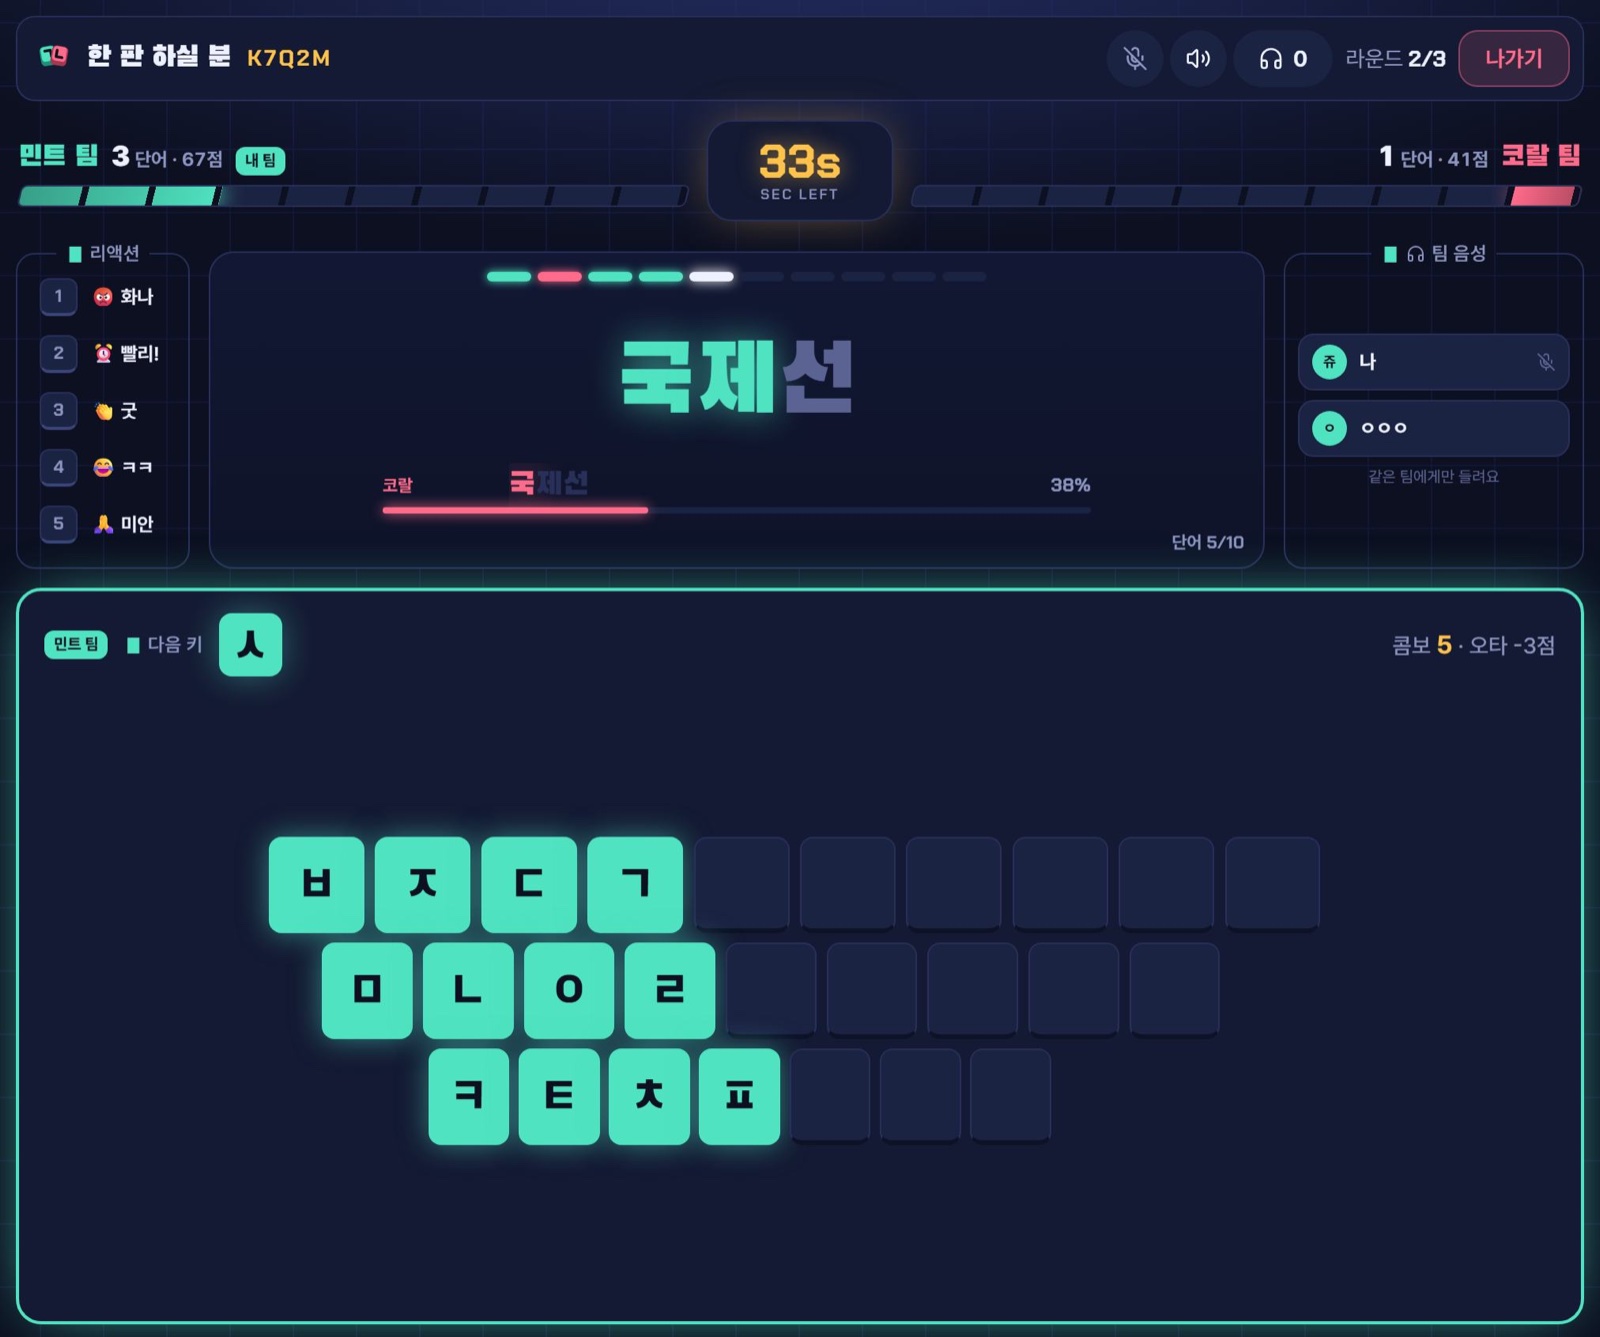 한 판 하실 분 K7Q2M
0
라운드 2/3
나가기
민트 팀 3 단어 · 67점 내 팀
33s
SEC LEFT
1 단어 · 41점 코랄 팀
리액션
1 화나
2 빨리!
3 굿
4 ㅋㅋ
5 미안
국제선
코랄 국제선 38%
단어 5/10
팀 음성
쥬 나
ㅇ ㅇㅇㅇ
같은 팀에게만 들려요
민트 팀 다음 키 ㅅ
콤보 5 · 오타 -3점
ㅂ ㅈ ㄷ ㄱ
ㅁ ㄴ ㅇ ㄹ
ㅋ ㅌ ㅊ ㅍ